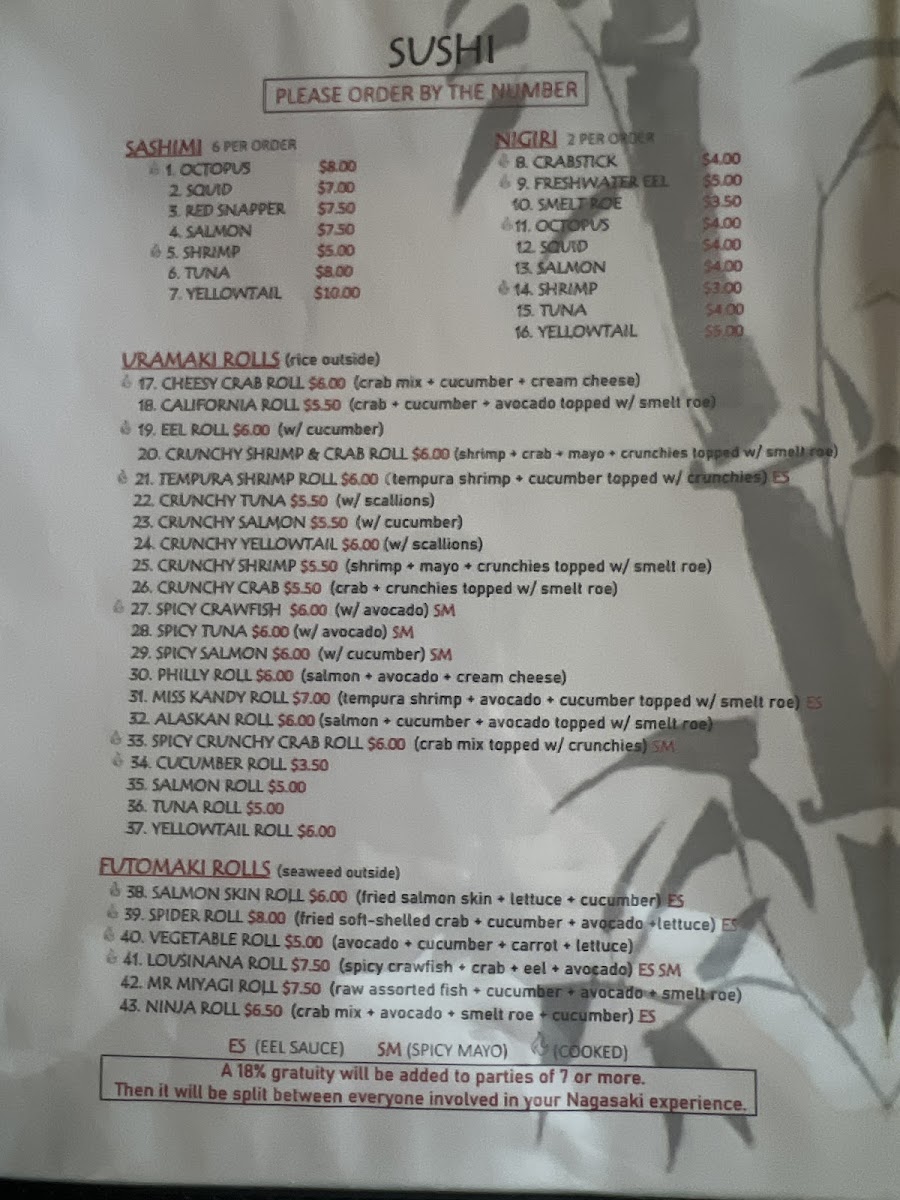 SUSHI
PLEASE ORDER BY THE NUMBER
SASHIMI 6 PER ORDER
1. OCTOPUS $8.00
2. SQUID $7.00
3. RED SNAPPER $7.50
4. SALMON $7.50
5. SHRIMP $5.00
6. TUNA $8.00
7. YELLOWTAIL $10.00
NIGIRI 2 PER ORDER
8. CRABSTICK $4.00
9. FRESHWATER EEL $5.00
10. SMELT ROE $3.50
11. OCTOPUS $4.00
12. SQUID $4.00
13. SALMON $4.00
14. SHRIMP $3.00
15. TUNA $4.00
16. YELLOWTAIL $5.00
URAMAKI ROLLS (rice outside)
17. CHEESY CRAB ROLL $6.00 (crab mix + cucumber + cream cheese)
18. CALIFORNIA ROLL $5.50 (crab + cucumber + avocado topped w/ smelt roe)
19. EEL ROLL $6.00 (w/ cucumber)
20. CRUNCHY SHRIMP & CRAB ROLL $6.00 (shrimp + crab + mayo + crunchies topped w/ smelt roe)
21. TEMPURA SHRIMP ROLL $6.00 (tempura shrimp + cucumber topped w/ crunchies) ES
22. CRUNCHY TUNA $5.50 (w/ scallions)
23. CRUNCHY SALMON $5.50 (w/ cucumber)
24. CRUNCHY YELLOWTAIL $6.00 (w/ scallions)
25. CRUNCHY SHRIMP $5.50 (shrimp + mayo + crunchies topped w/ smelt roe)
26. CRUNCHY CRAB $5.50 (crab + crunchies topped w/ smelt roe)
27. SPICY CRAWFISH $6.00 (w/ avocado) SM
28. SPICY TUNA $6.00 (w/ avocado) SM
29. SPICY SALMON $6.00 (w/ cucumber) SM
30. PHILLY ROLL $6.00 (salmon + avocado + cream cheese)
31. MISS KANDY ROLL $7.00 (tempura shrimp + avocado + cucumber topped w/ smelt roe) ES
32. ALASKAN ROLL $6.00 (salmon + cucumber + avocado topped w/ smelt roe)
33. SPICY CRUNCHY CRAB ROLL $6.00 (crab mix topped w/ crunchies) SM
34. CUCUMBER ROLL $3.50
35. SALMON ROLL $5.00
36. TUNA ROLL $5.00
37. YELLOWTAIL ROLL $6.00
FUTOMAKI ROLLS (seaweed outside)
38. SALMON SKIN ROLL $6.00 (fried salmon skin + lettuce + cucumber) ES
39. SPIDER ROLL $8.00 (fried soft-shelled crab + cucumber + avocado +lettuce) ES
40. VEGETABLE ROLL $5.00 (avocado + cucumber + carrot + lettuce)
41. LOUSINANA ROLL $7.50 (spicy crawfish + crab + eel + avocado) ES SM
42. MR MIYAGI ROLL $7.50 (raw assorted fish + cucumber + avocado + smelt roe)
43. NINJA ROLL $6.50 (crab mix + avocado + smelt roe + cucumber) ES
ES (EEL SAUCE) SM (SPICY MAYO) (COOKED)
A 18% gratuity will be added to parties of 7 or more.
Then it will be split between everyone involved in your Nagasaki experience.